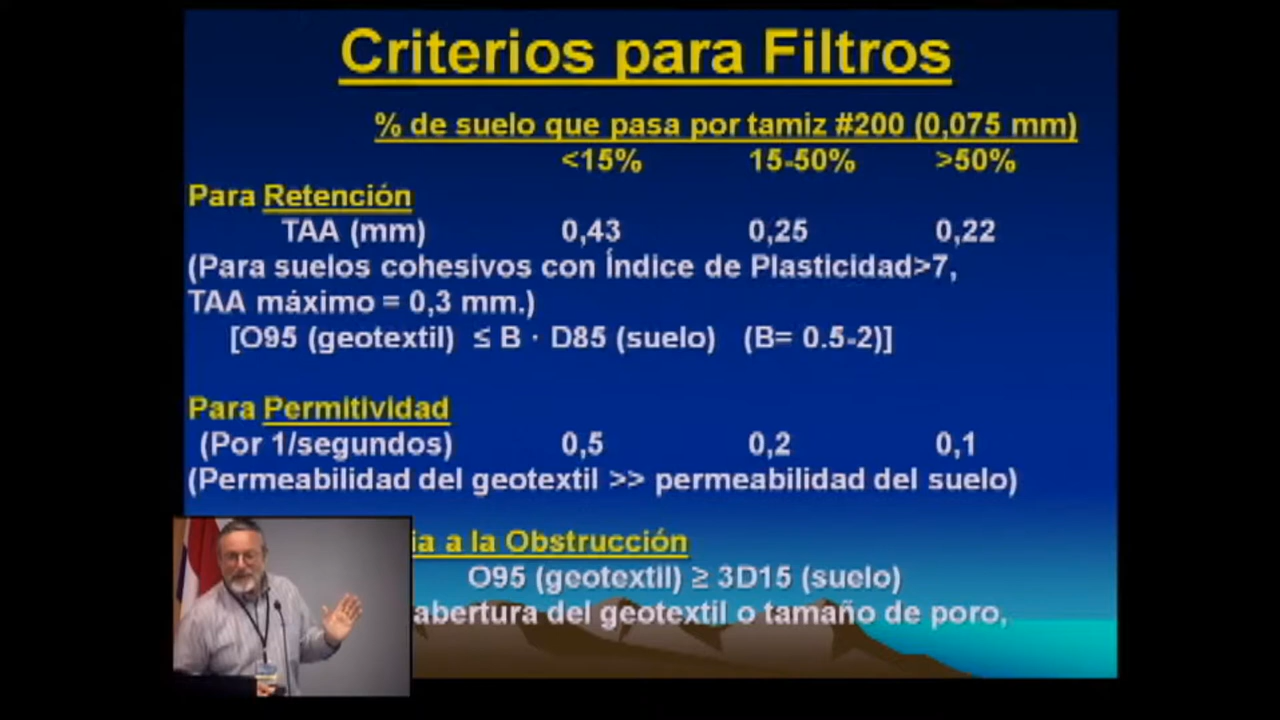 Criterios para Filtros
% de suelo que pasa por tamiz #200 (0,075 mm)
<15% 15-50% >50%
Para Retención
TAA (mm) 0,43 0,25 0,22
(Para suelos cohesivos con Índice de Plasticidad>7,
TAA máximo = 0,3 mm.)
[O95 (geotextil) ≤ B · D85 (suelo) (B= 0.5-2)]
Para Permitividad
(Por 1/segundos) 0,5 0,2 0,1
(Permeabilidad del geotextil >> permeabilidad del suelo)
ia a la Obstrucción
O95 (geotextil) ≥ 3D15 (suelo)
abertura del geotextil o tamaño de poro,